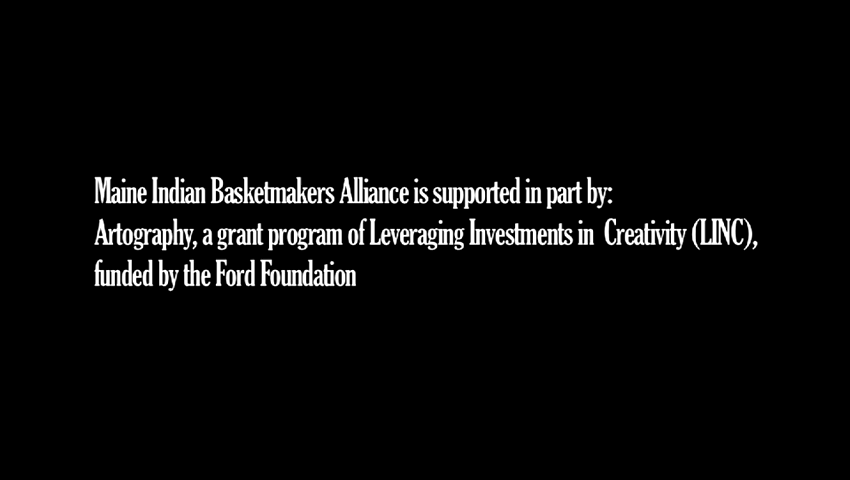 Maine Indian Basketmakers Alliance is supported in part by:
Artography, a grant program of Leveraging Investments in  Creativity (LINC),
funded by the Ford Foundation